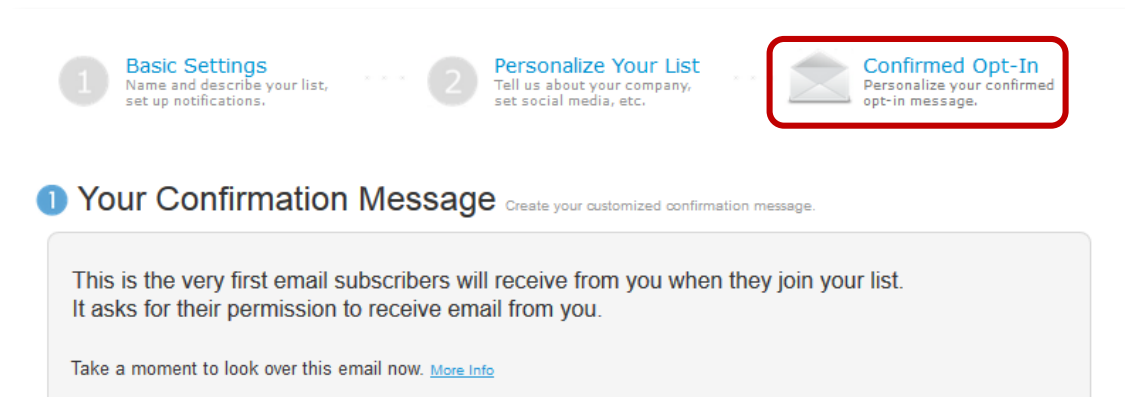 1 Basic Settings
Name and describe your list,
set up notifications.
2 Personalize Your List
Tell us about your company,
set social media, etc.
Confirmed Opt-In
Personalize your confirmed
opt-in message.
1 Your Confirmation Message Create your customized confirmation message.
This is the very first email subscribers will receive from you when they join your list.
It asks for their permission to receive email from you.
Take a moment to look over this email now. More Info